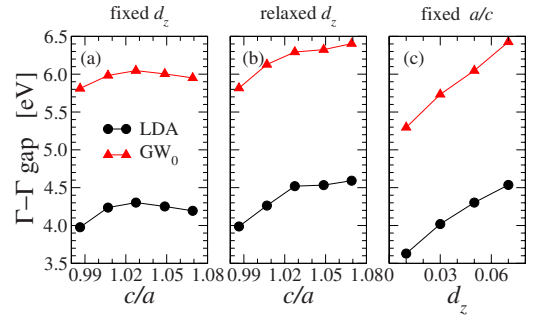 fixed d_z relaxed d_z fixed a/c
(a) (b) (c)
6.5
6.0
5.5
5.0
4.5
4.0
3.5
Γ−Γ gap [eV]
LDA
GW₀
0.99 1.02 1.05 1.08 0.99 1.02 1.05 1.08 0 0.03 0.06
c/a c/a d_z